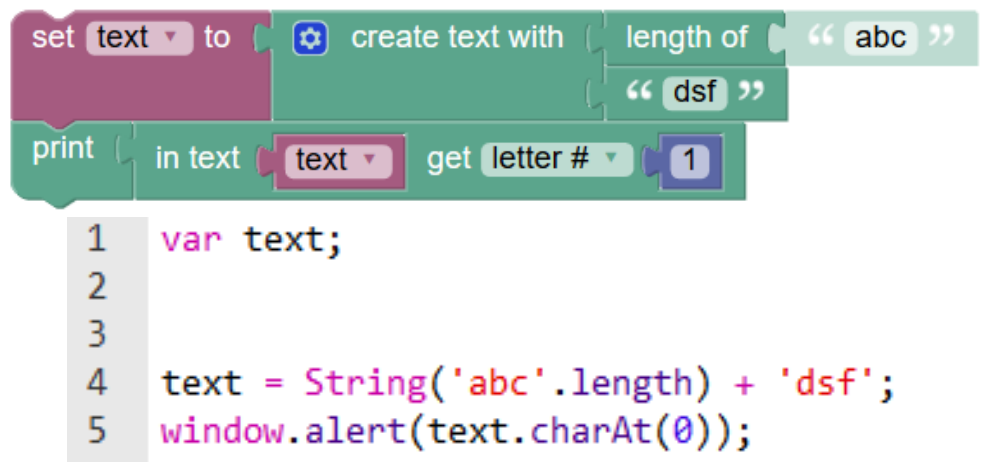 set text ▾ to create text with length of “ abc ”
“ dsf ”
print in text text ▾ get letter # ▾ 1
1 var text;
2
3
4 text = String('abc'.length) + 'dsf';
5 window.alert(text.charAt(0));